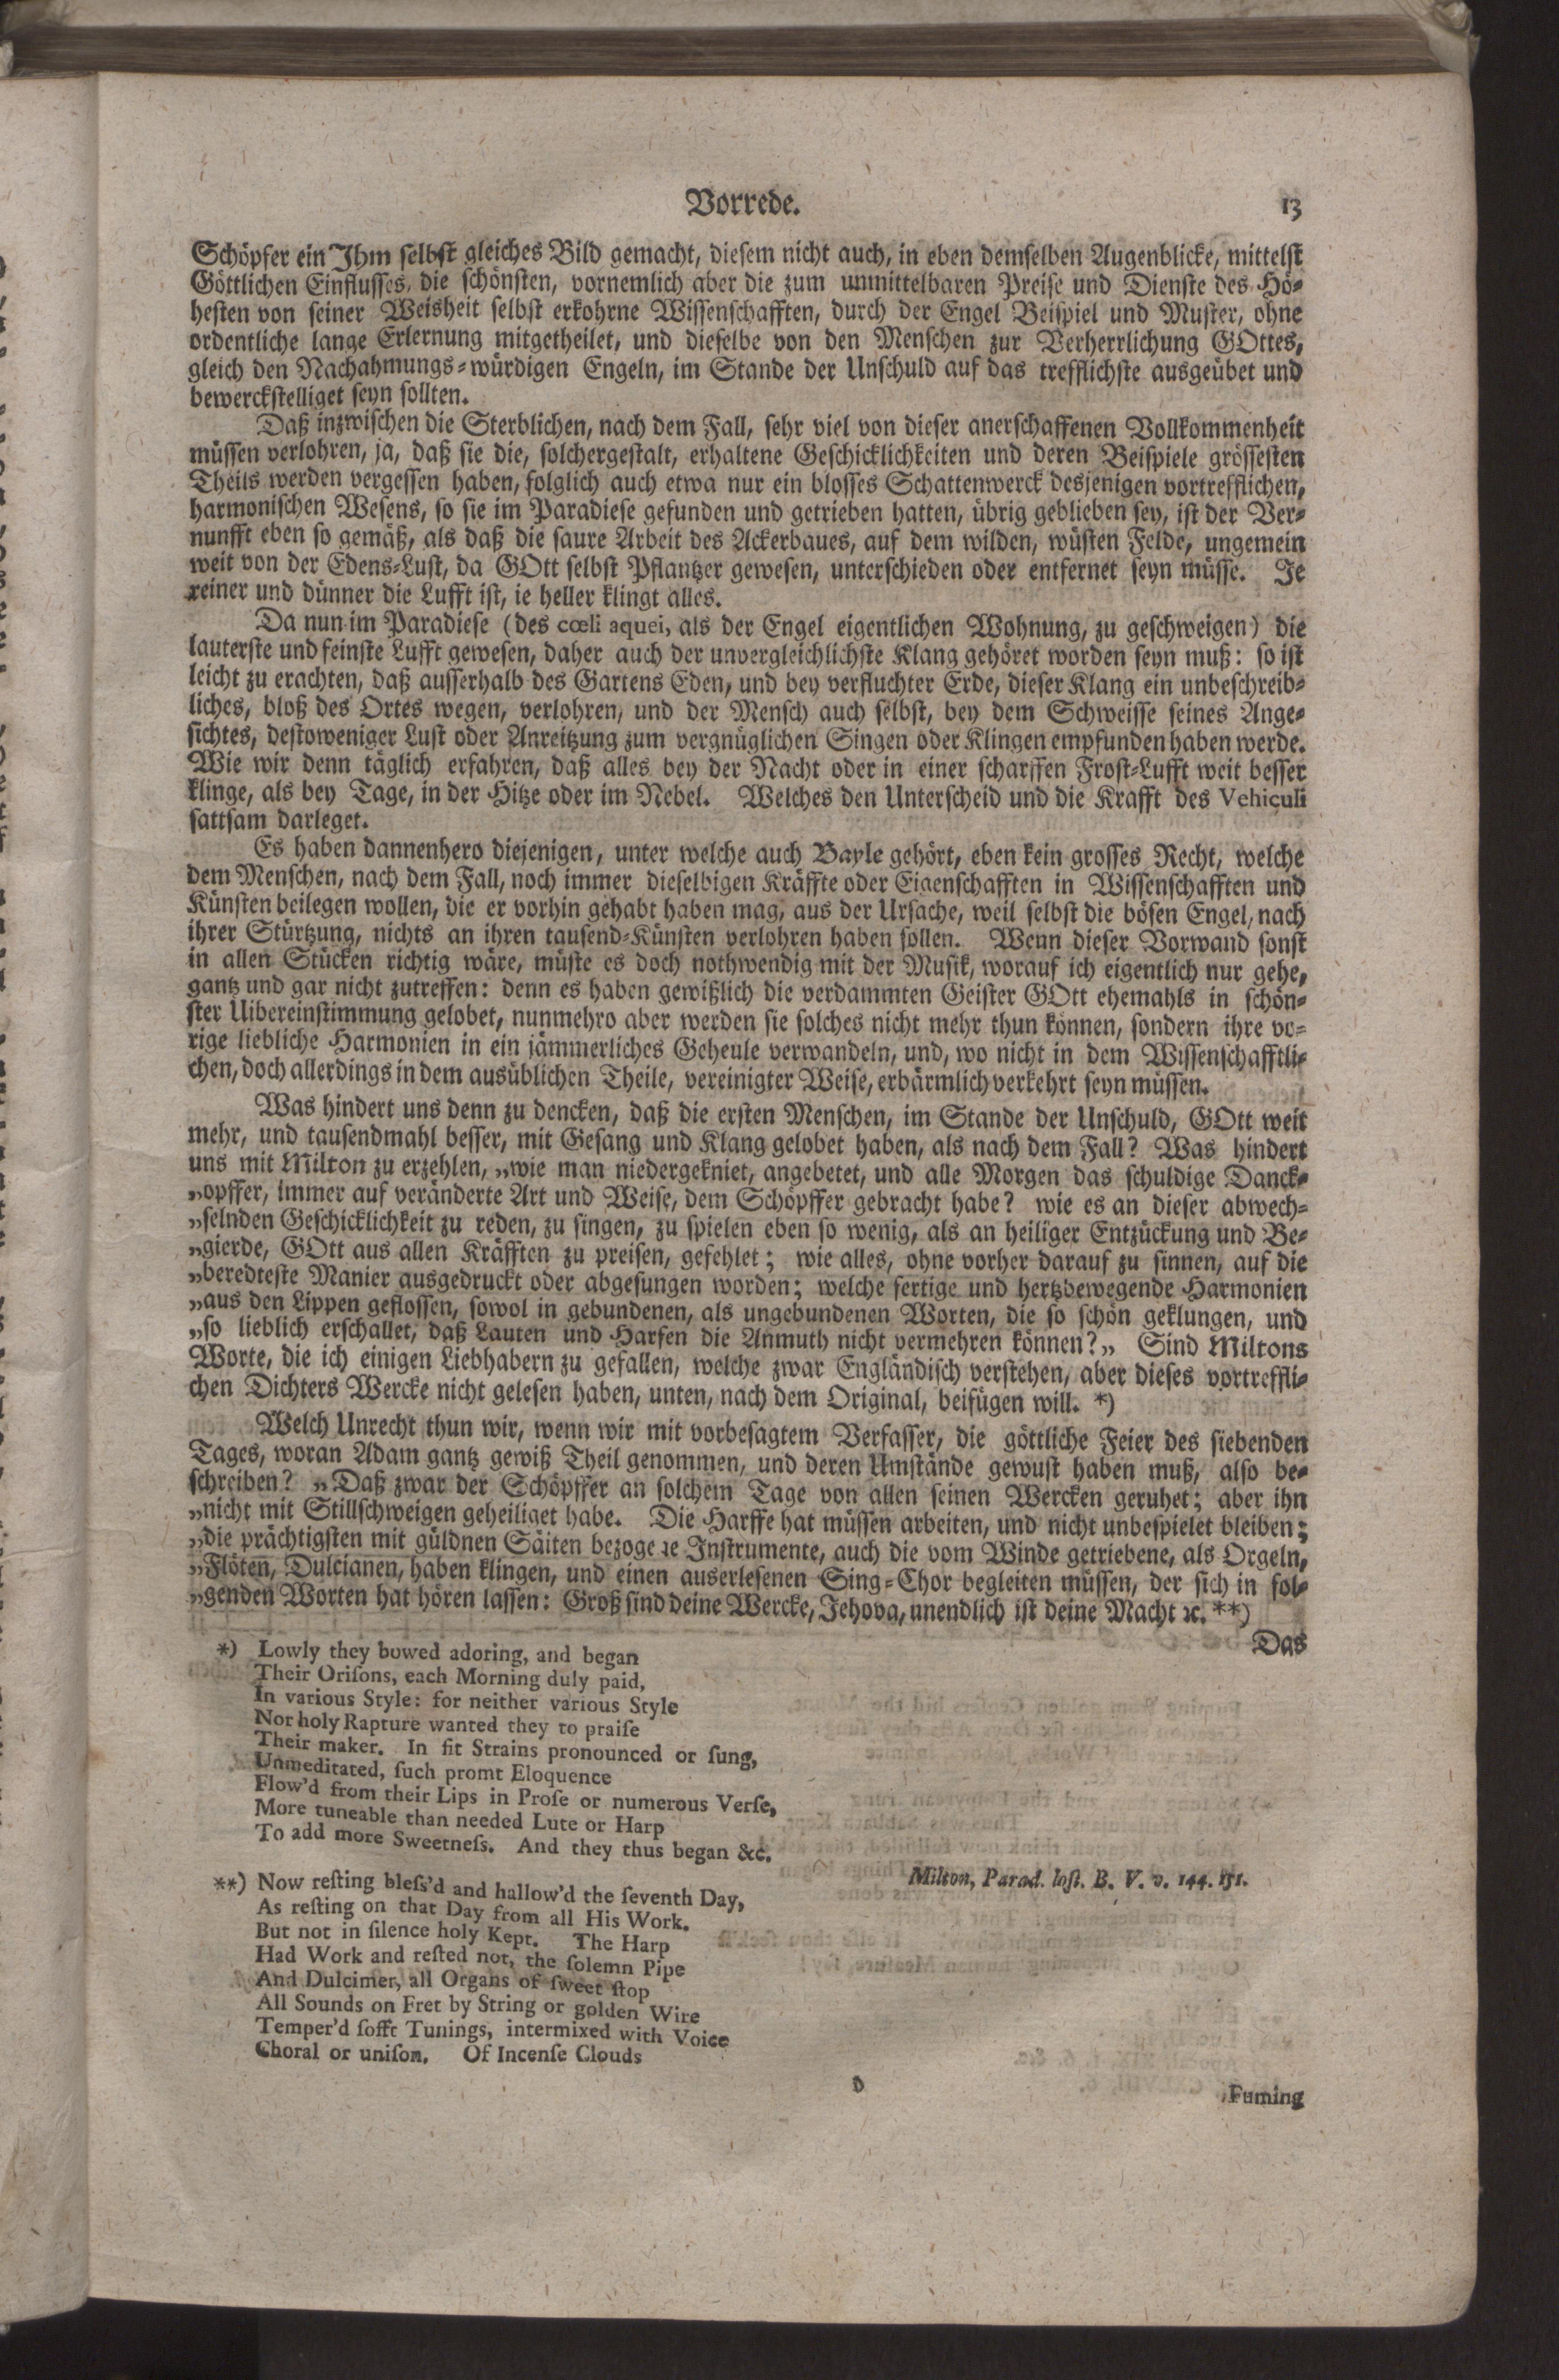 Vorrede. 13
Schöpfer ein Ihm selbst gleiches Bild gemacht, diesem nicht auch, in eben demselben Augenblicke, mittelst
Göttlichen Einflusses, die schönsten, vornemlich aber die zum unmittelbaren Preise und Dienste des Hö-
hesten von seiner Weisheit selbst erkohrne Wissenschafften, durch der Engel Beispiel und Muster, ohne
ordentliche lange Erlernung mitgetheilet, und dieselbe von den Menschen zur Verherrlichung GOttes,
gleich den Nachahmungs-würdigen Engeln, im Stande der Unschuld auf das trefflichste ausgeübet und
bewerckstelliget seyn sollten.
Daß inzwischen die Sterblichen, nach dem Fall, sehr viel von dieser anerschaffenen Vollkommenheit
müssen verlohren, ja, daß sie die, solchergestalt, erhaltene Geschicklichkeiten und deren Beispiele grössesten
Theils werden vergessen haben, folglich auch etwa nur ein blosses Schattenwerck desjenigen vortrefflichen,
harmonischen Wesens, so sie im Paradiese gefunden und getrieben hatten, übrig geblieben sey, ist der Ver-
nunfft eben so gemäß, als daß die saure Arbeit des Ackerbaues, auf dem wilden, wüsten Felde, ungemein
weit von der Edens-Lust, da GOtt selbst Pflantzer gewesen, unterschieden oder entfernet seyn müsse. Je
reiner und dünner die Lufft ist, ie heller klingt alles.
Da nun im Paradiese (des cœli aquei, als der Engel eigentlichen Wohnung, zu geschweigen) die
lauterste und feinste Lufft gewesen, daher auch der unvergleichlichste Klang gehöret worden seyn muß: so ist
leicht zu erachten, daß ausserhalb des Gartens Eden, und bey verfluchter Erde, dieser Klang ein unbeschreib-
liches, bloß des Ortes wegen, verlohren, und der Mensch auch selbst, bey dem Schweisse seines Ange-
sichtes, destoweniger Lust oder Anreitzung zum vergnüglichen Singen oder Klingen empfunden haben werde.
Wie wir denn täglich erfahren, daß alles bey der Nacht oder in einer scharffen Frost-Lufft weit besser
klinge, als bey Tage, in der Hitze oder im Nebel. Welches den Unterscheid und die Krafft des Vehiculi
sattsam darleget.
Es haben dannenhero diejenigen, unter welche auch Bayle gehört, eben kein grosses Recht, welche
dem Menschen, nach dem Fall, noch immer dieselbigen Kräffte oder Eigenschafften in Wissenschafften und
Künsten beilegen wollen, die er vorhin gehabt haben mag, aus der Ursache, weil selbst die bösen Engel, nach
ihrer Stürtzung, nichts an ihren tausend-Künsten verlohren haben sollen. Wenn dieser Vorwand sonst
in allen Stücken richtig wäre, müste es doch nothwendig mit der Musik, worauf ich eigentlich nur gehe,
gantz und gar nicht zutreffen: denn es haben gewißlich die verdammten Geister GOtt ehemahls in schön-
ster Uibereinstimmung gelobet, nunmehro aber werden sie solches nicht mehr thun können, sondern ihre vo-
rige liebliche Harmonien in ein jämmerliches Geheule verwandeln, und, wo nicht in dem Wissenschafftli-
chen, doch allerdings in dem ausüblichen Theile, vereinigter Weise, erbärmlich verkehrt seyn müssen.
Was hindert uns denn zu dencken, daß die ersten Menschen, im Stande der Unschuld, GOtt weit
mehr, und tausendmahl besser, mit Gesang und Klang gelobet haben, als nach dem Fall? Was hindert
uns mit Milton zu erzehlen, „wie man niedergekniet, angebetet, und alle Morgen das schuldige Danck-
„opffer, immer auf veränderte Art und Weise, dem Schöpffer gebracht habe? wie es an dieser abwech-
„selnden Geschicklichkeit zu reden, zu singen, zu spielen eben so wenig, als an heiliger Entzückung und Be-
„gierde, GOtt aus allen Kräfften zu preisen, gefehlet; wie alles, ohne vorher darauf zu sinnen, auf die
„beredteste Manier ausgedruckt oder abgesungen worden; welche fertige und hertzbewegende Harmonien
„aus den Lippen geflossen, sowol in gebundenen, als ungebundenen Worten, die so schön geklungen, und
„so lieblich erschallet, daß Lauten und Harfen die Anmuth nicht vermehren können?„ Sind Miltons
Worte, die ich einigen Liebhabern zu gefallen, welche zwar Engländisch verstehen, aber dieses vortreffli-
chen Dichters Wercke nicht gelesen haben, unten, nach dem Original, beifügen will. *)
Welch Unrecht thun wir, wenn wir mit vorbesagtem Verfasser, die göttliche Feier des siebenden
Tages, woran Adam gantz gewiß Theil genommen, und deren Umstände gewust haben muß, also be-
schreiben? „Daß zwar der Schöpffer an solchem Tage von allen seinen Wercken geruhet; aber ihn
„nicht mit Stillschweigen geheiliget habe. Die Harffe hat müssen arbeiten, und nicht unbespielet bleiben;
„die prächtigsten mit güldnen Säiten bezogene Instrumente, auch die vom Winde getriebene, als Orgeln,
„Flöten, Dulcianen, haben klingen, und einen auserlesenen Sing-Chor begleiten müssen, der sich in fol-
„genden Worten hat hören lassen: Groß sind deine Wercke, Jehova, unendlich ist deine Macht ꝛc. **)
Das
*) Lowly they bowed adoring, and began
Their Orisons, each Morning duly paid,
In various Style: for neither various Style
Nor holy Rapture wanted they to praise
Their maker. In fit Strains pronounced or sung,
Unmeditated, such promt Eloquence
Flow'd from their Lips in Prose or numerous Verse,
More tuneable than needed Lute or Harp
To add more Sweetness. And they thus began &c.
Milton, Parad. lost. B. V. v. 144. 151.
**) Now resting bless'd and hallow'd the seventh Day,
As resting on that Day from all His Work.
But not in silence holy Kept. The Harp
Had Work and rested not, the solemn Pipe
And Dulcimer, all Organs of sweet stop
All Sounds on Fret by String or golden Wire
Temper'd sofft Tunings, intermixed with Voice
Choral or unison. Of Incense Clouds
d
Fuming